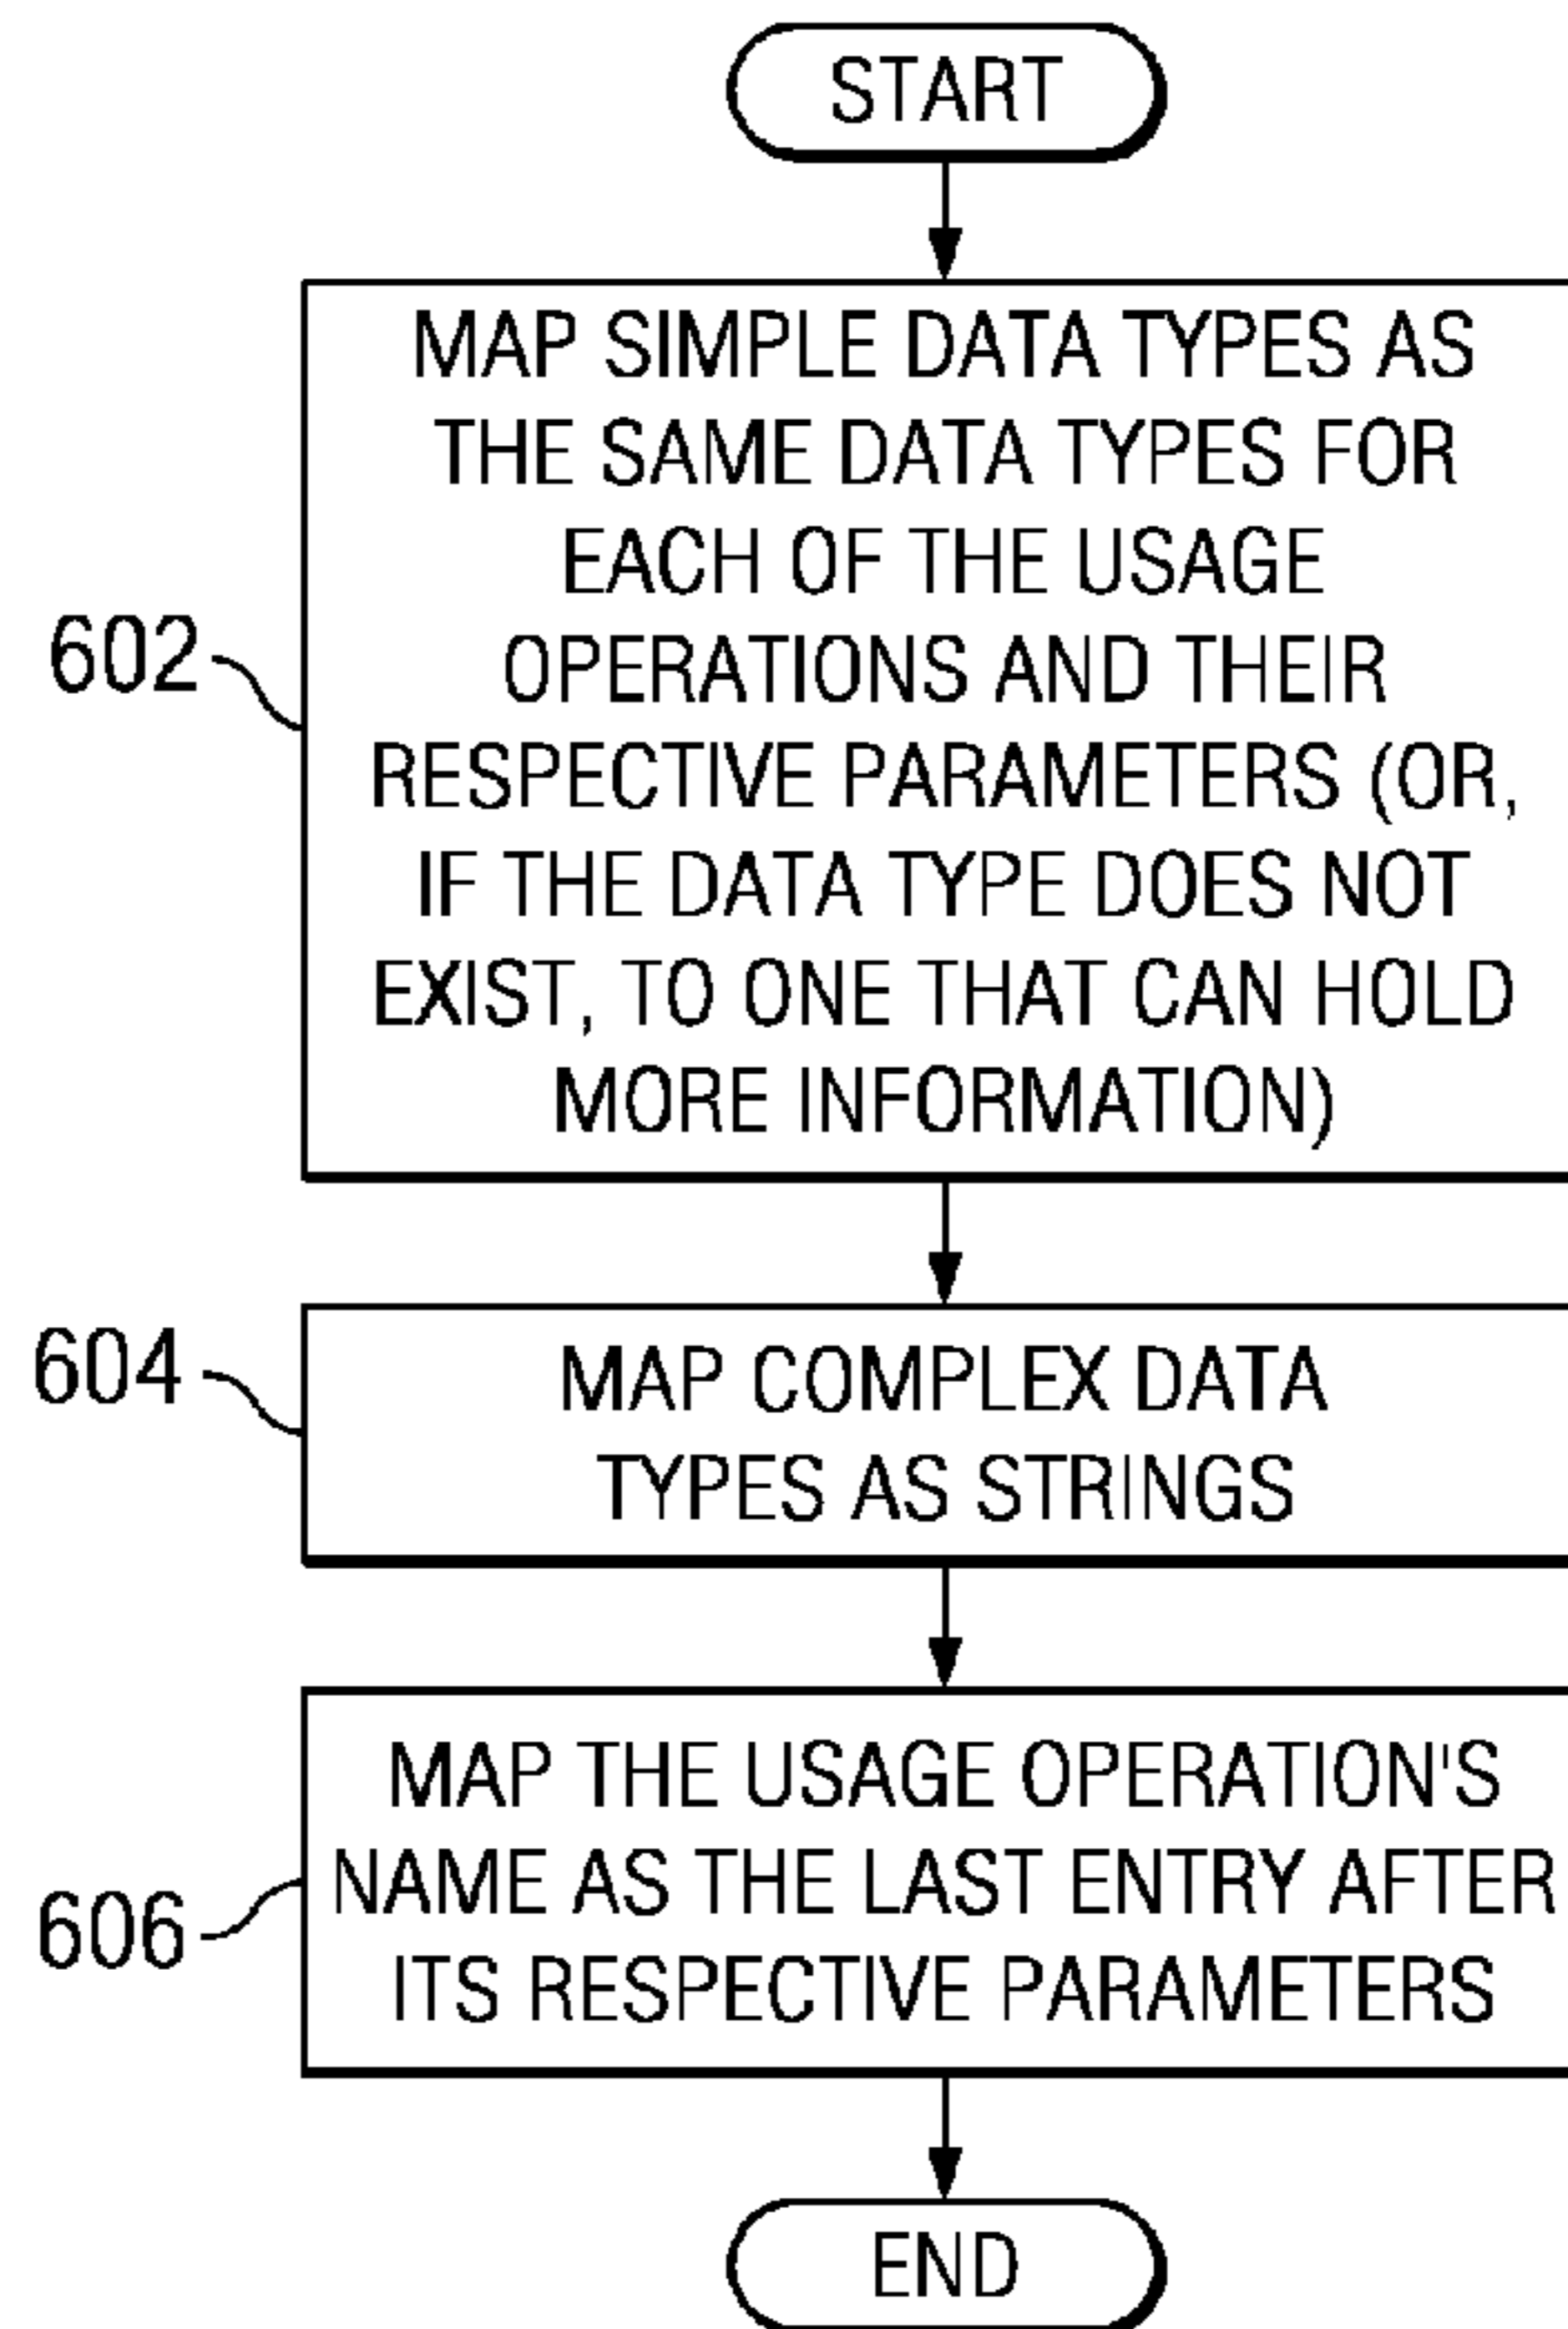 START
MAP SIMPLE DATA TYPES AS
THE SAME DATA TYPES FOR
EACH OF THE USAGE
OPERATIONS AND THEIR
RESPECTIVE PARAMETERS (OR,
IF THE DATA TYPE DOES NOT
EXIST, TO ONE THAT CAN HOLD
MORE INFORMATION)
602
MAP COMPLEX DATA
TYPES AS STRINGS
604
MAP THE USAGE OPERATION'S
NAME AS THE LAST ENTRY AFTER
ITS RESPECTIVE PARAMETERS
606
END